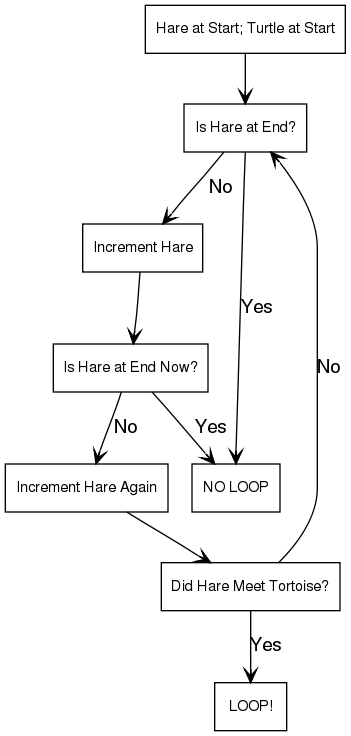 Hare at Start; Turtle at Start
Is Hare at End?
No
Increment Hare
Yes
Is Hare at End Now?
No
No
Yes
Increment Hare Again
NO LOOP
Did Hare Meet Tortoise?
Yes
LOOP!